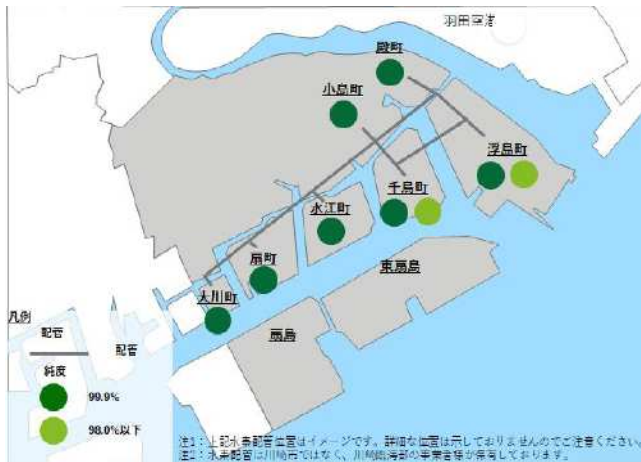 羽田空港
殿町
小島町
浮島町
千鳥町
水江町
東扇島
扇町
大川町
扇島
凡例
配管
配管
純度
99.9%
98.0%以下
注1：上記水素配管位置はイメージです。詳細な位置は示しておりませんのでご注意ください。
注2：水素配管は川崎市ではなく、川崎臨海部の事業者様が保有しております。